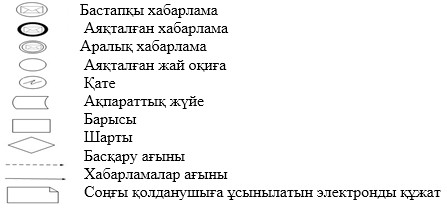 Бастапқы хабарлама
Аяқталған хабарлама
Аралық хабарлама
Аяқталған жай оқиға
Қате
Ақпараттық жүйе
Барысы
Шарты
Басқару ағыны
Хабарламалар ағыны
Соңғы қолданушыға ұсынылатын электронды құжат